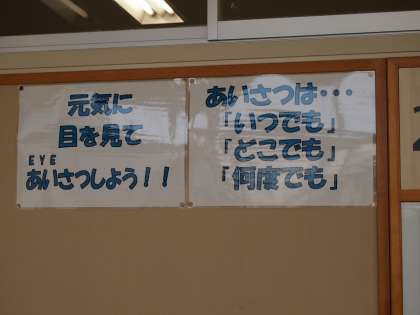 元気に
目を見て
EYE
あいさつしよう！！
あいさつは・・・
「いつでも」
「どこでも」
「何度でも」